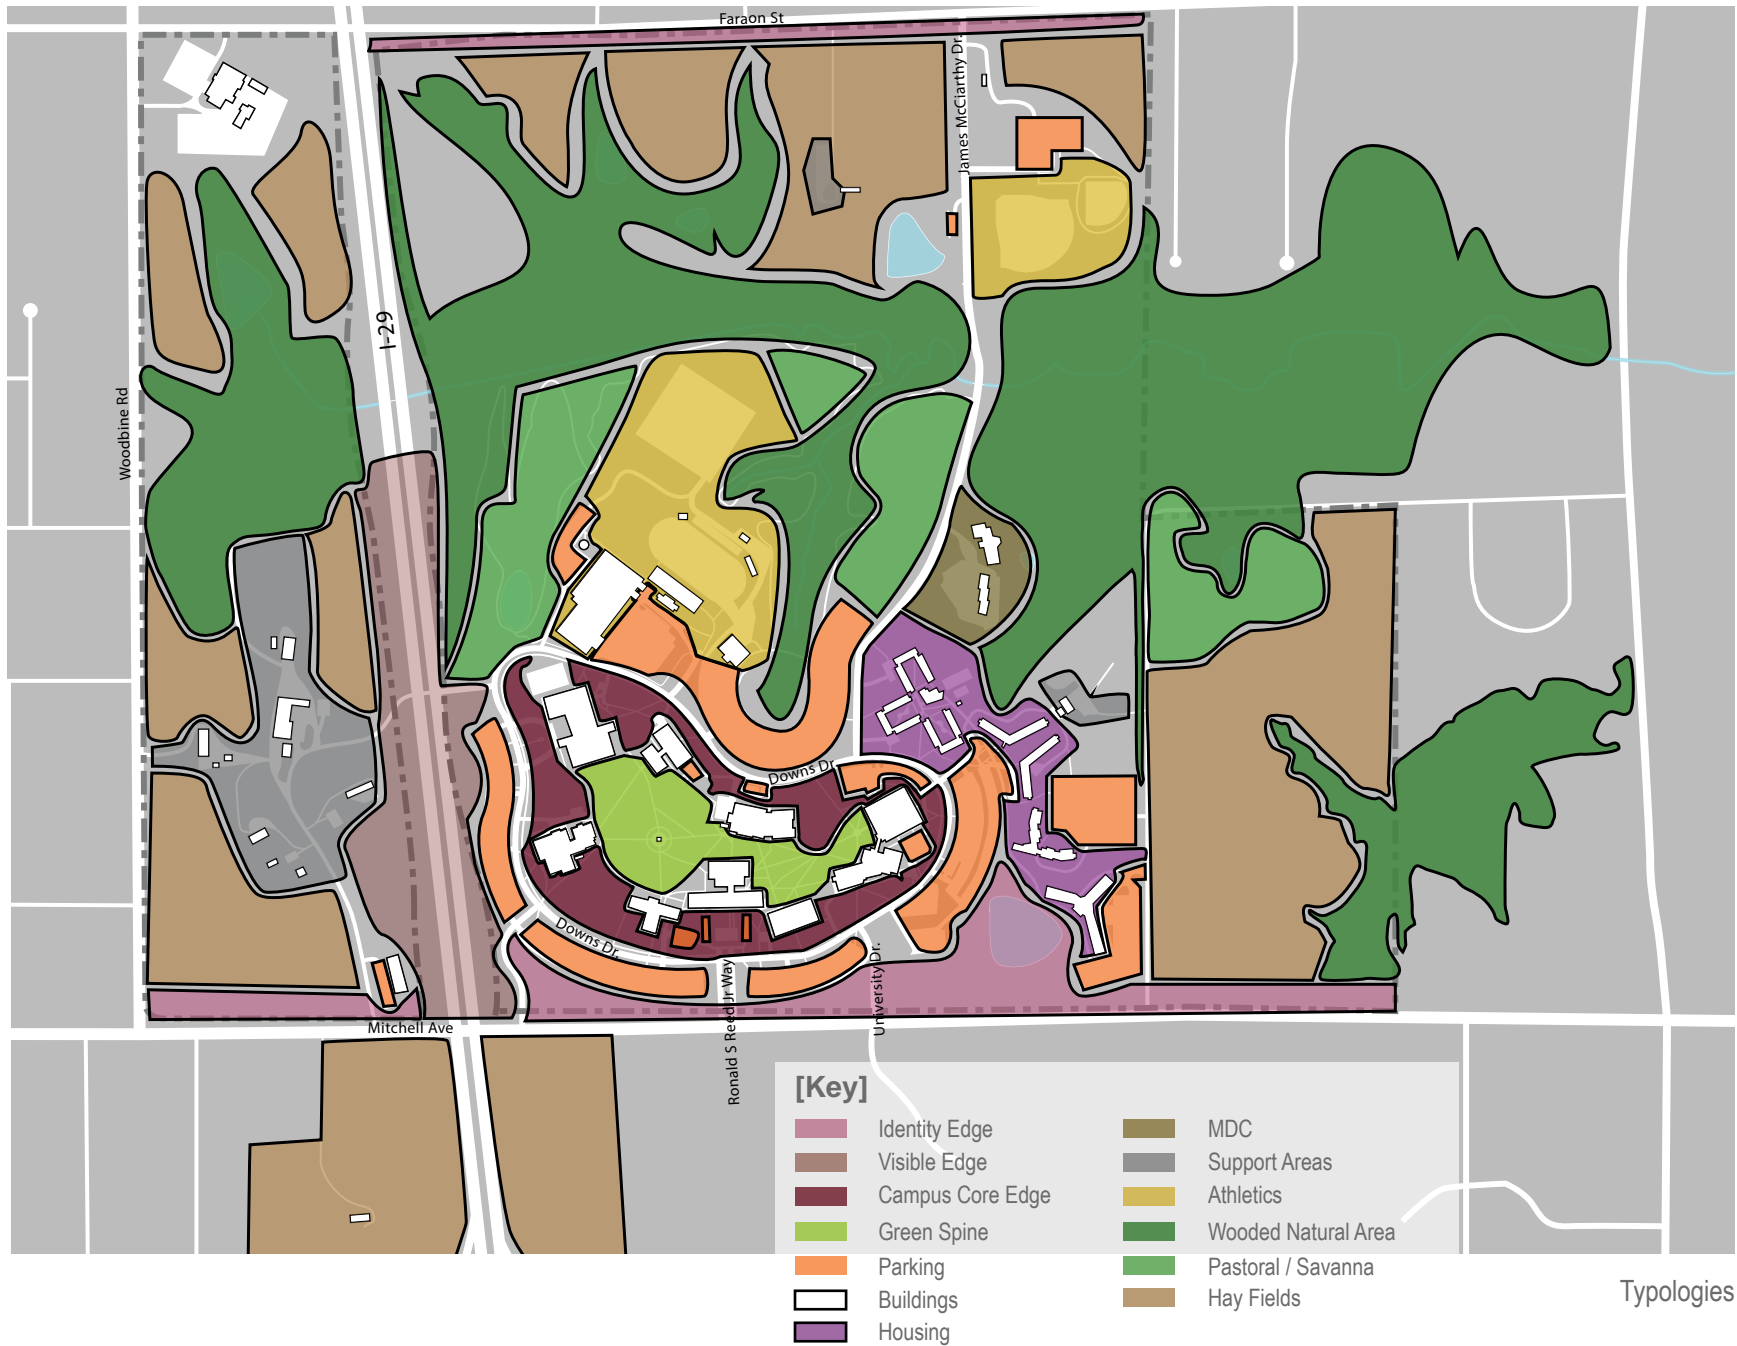 Faraon St
James McCiarthy Dr.
I-29
Woodbine Rd
Downs Dr.
Downs Dr.
Ronald S Reed Jr Way
University Dr.
Mitchell Ave
[Key]
Identity Edge
Visible Edge
Campus Core Edge
Green Spine
Parking
Buildings
Housing
MDC
Support Areas
Athletics
Wooded Natural Area
Pastoral / Savanna
Hay Fields
Typologies